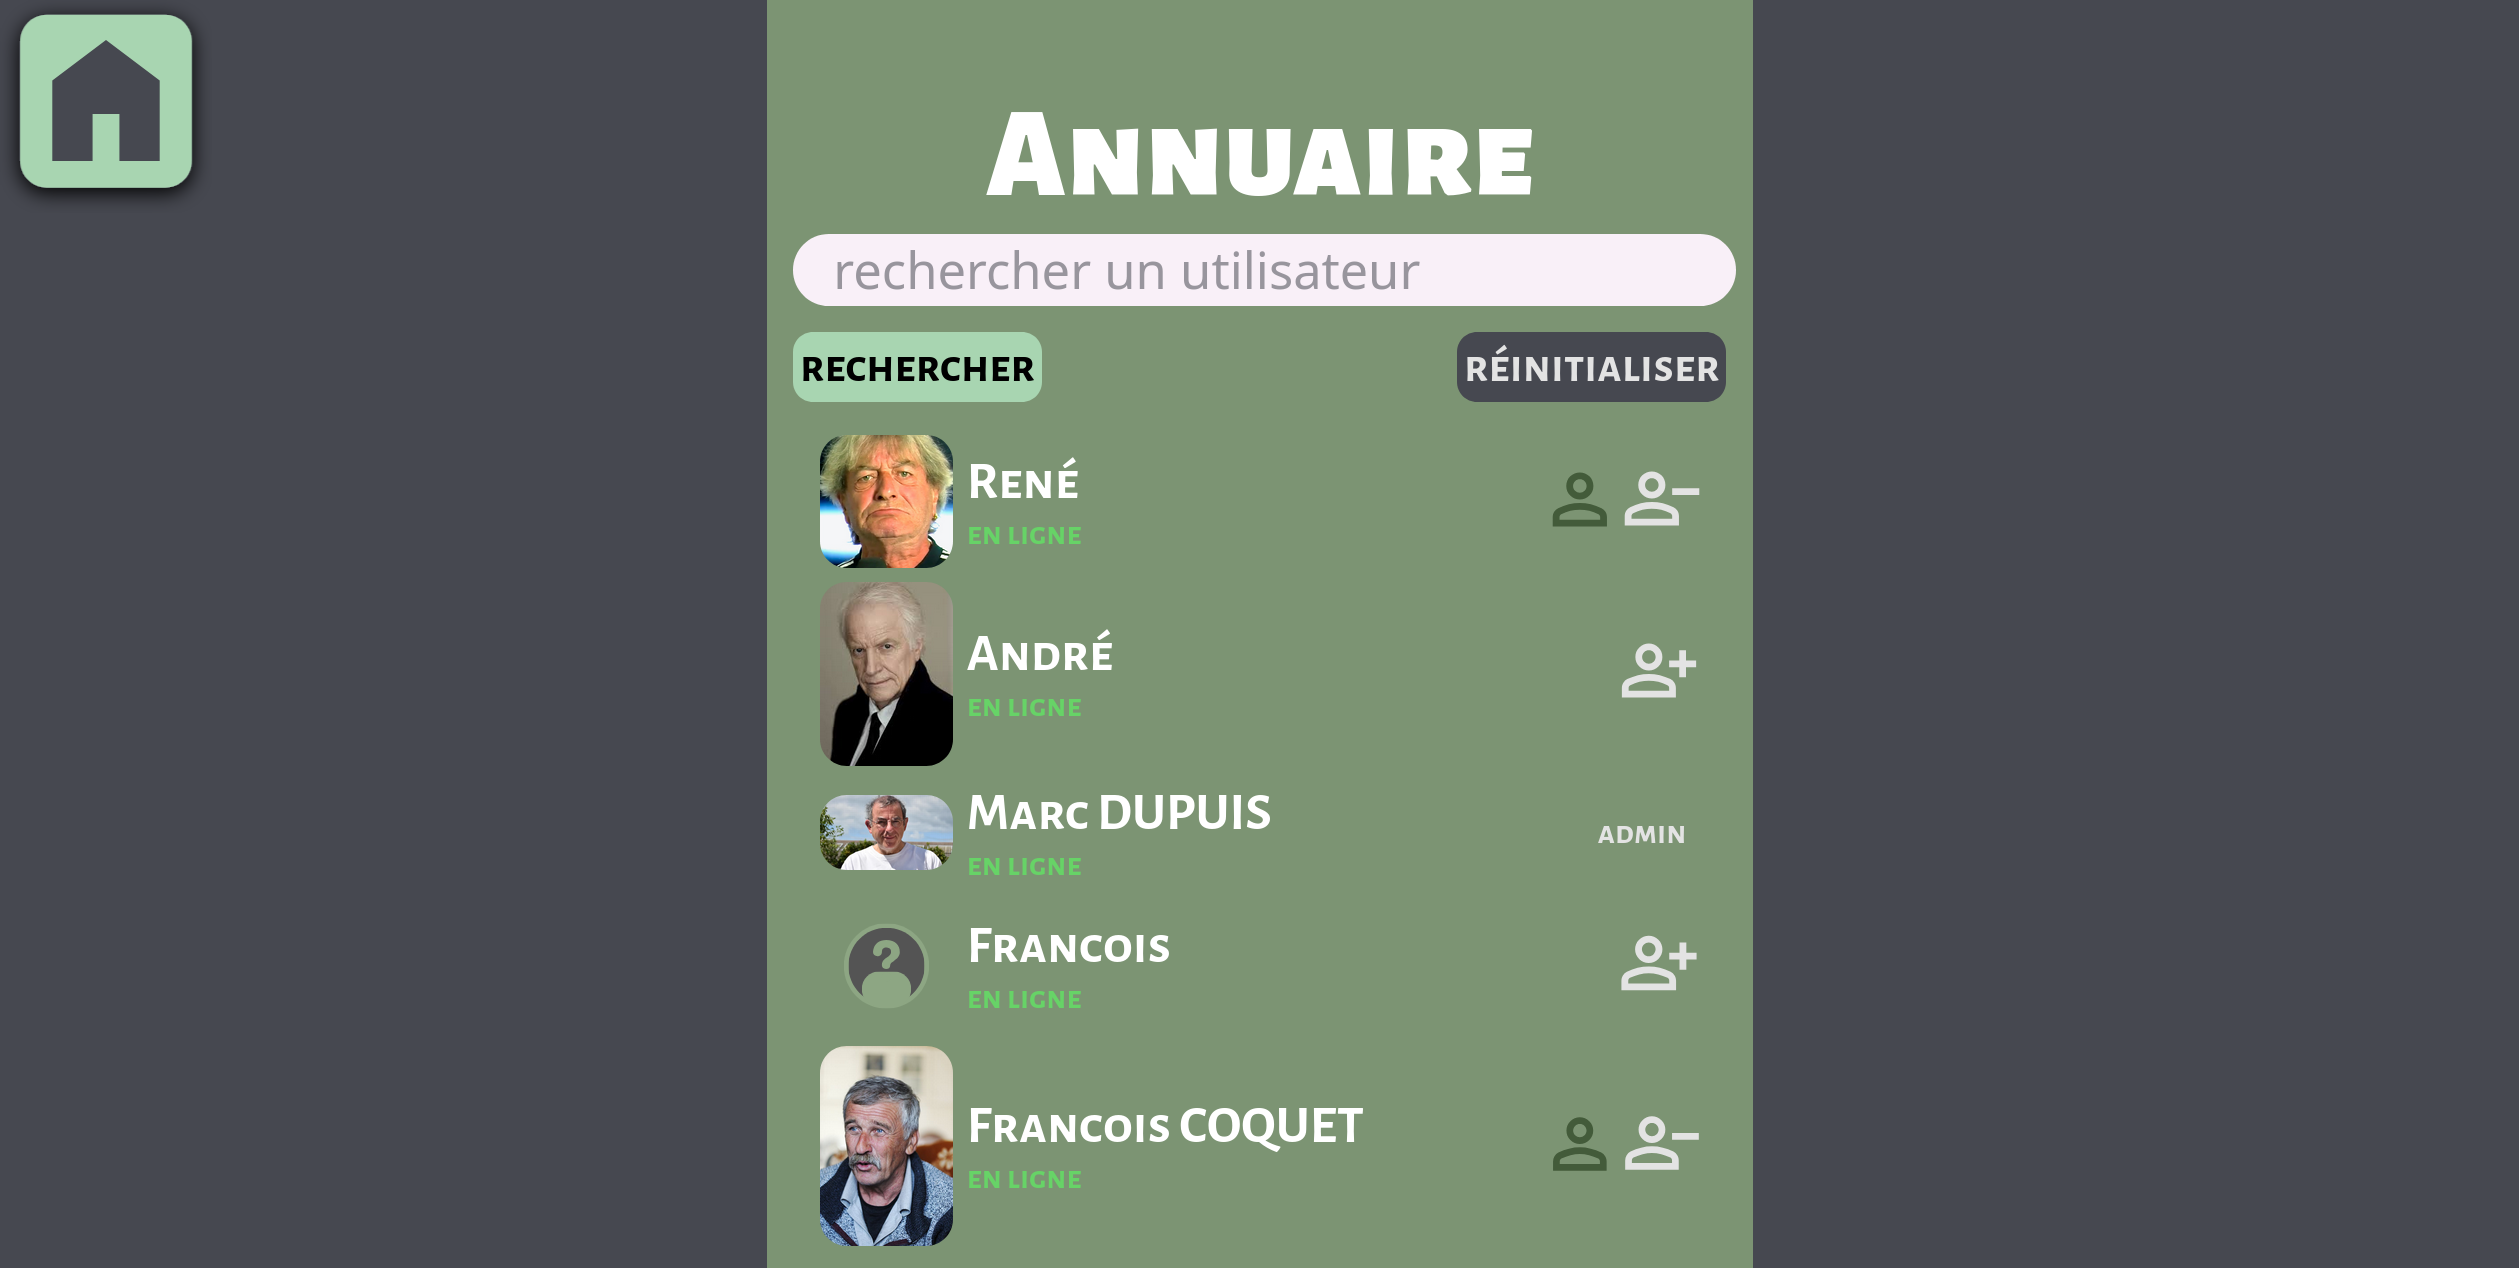 Annuaire
rechercher un utilisateur
RECHERCHER
RÉINITIALISER
René
EN LIGNE
André
EN LIGNE
Marc DUPUIS
EN LIGNE
ADMIN
Francois
EN LIGNE
Francois COQUET
EN LIGNE